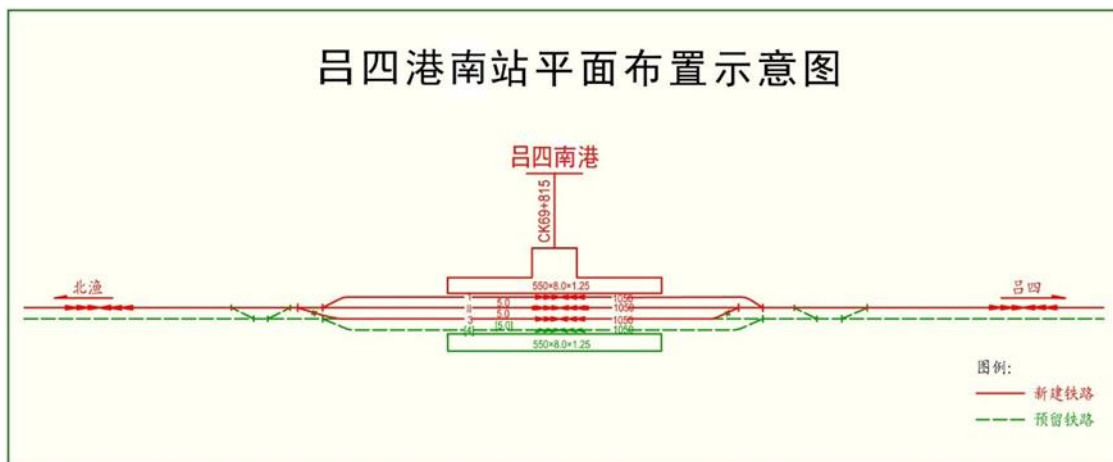 吕四港南站平面布置示意图
吕四南港
CK69+815
550×8.0×1.25
北渔
吕四
1
1050
5.0
II
1050
5.0
3
1050
[5.0]
[4]
1050
550×8.0×1.25
图例:
新建铁路
预留铁路